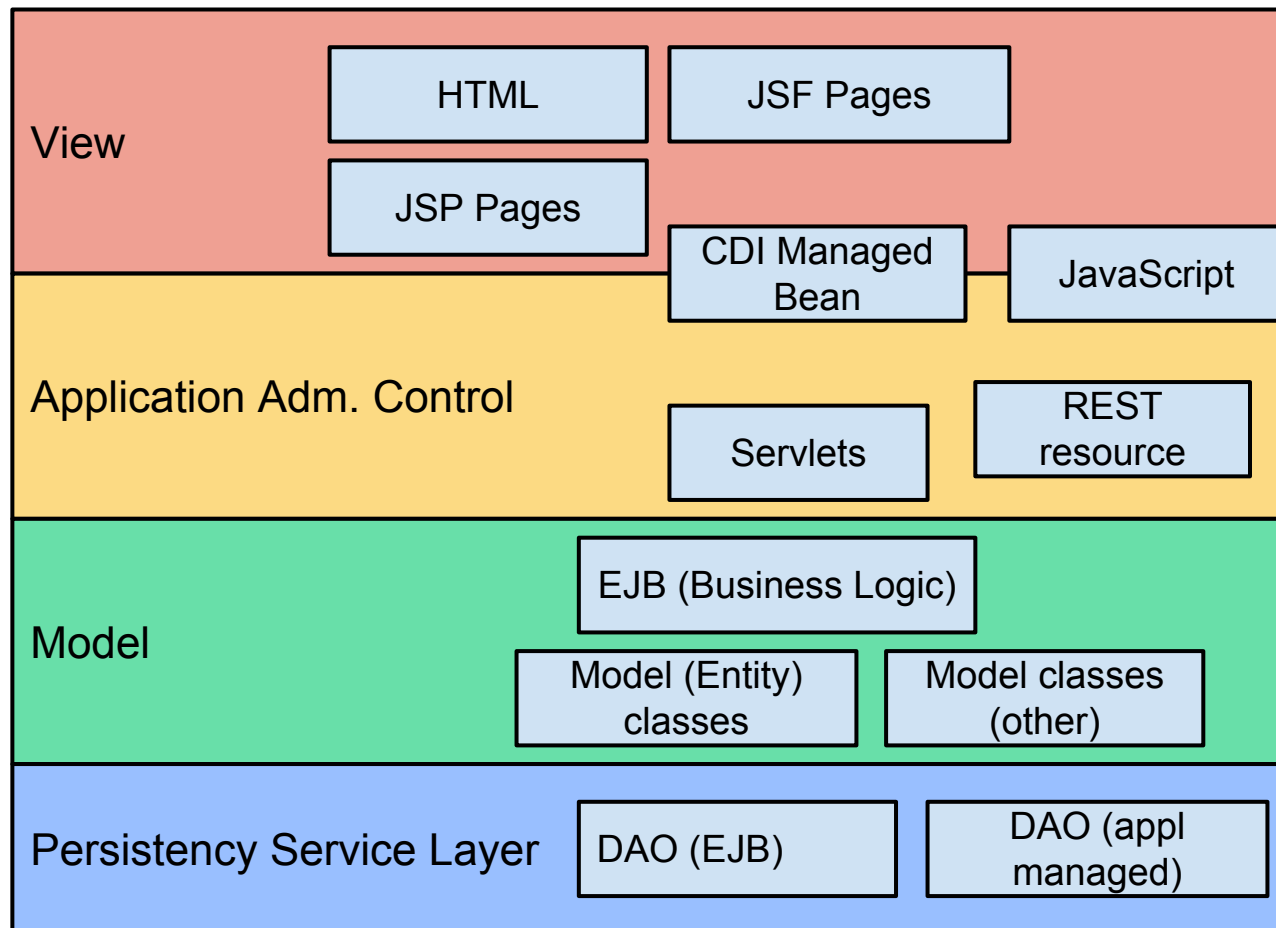 View
HTML
JSF Pages
JSP Pages
CDI Managed
Bean
JavaScript
Application Adm. Control
Servlets
REST
resource
Model
EJB (Business Logic)
Model (Entity)
classes
Model classes
(other)
Persistency Service Layer
DAO (EJB)
DAO (appl
managed)